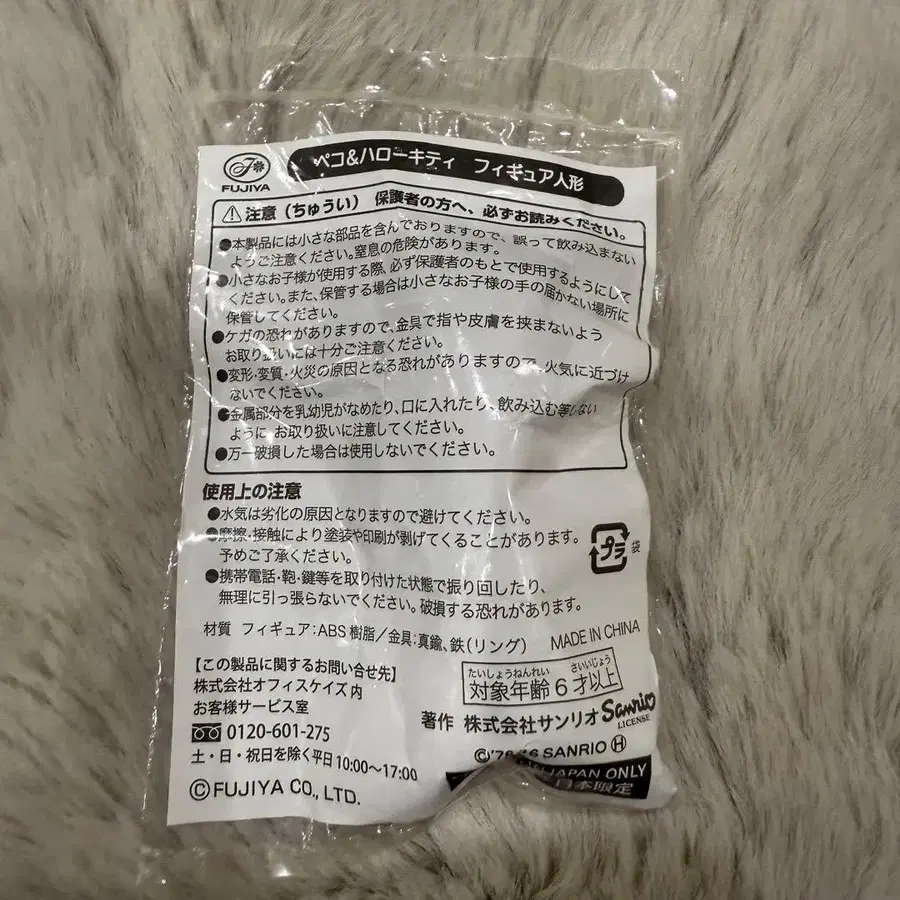 FUJIYA
ペコ&ハローキティ フィギュア人形
注意(ちゅうい) 保護者の方へ、必ずお読みください。
●本製品には小さな部品を含んでおりますので、誤って飲み込まない
ようご注意ください。窒息の危険があります。
●小さなお子様が使用する際、必ず保護者のもとで使用するようにして
ください。また、保管する場合は小さなお子様の手の届かない場所に
保管してください。
●ケガの恐れがありますので、金具で指や皮膚を挟まないよう
お取り扱いには十分ご注意ください。
●変形・変質・火災の原因となる恐れがありますので、火気に近づけ
ないでください。
●金属部分を乳幼児がなめたり、口に入れたり、飲み込む等しない
ように、お取り扱いに注意してください。
●万一破損した場合は使用しないでください。
使用上の注意
●水気は劣化の原因となりますので避けてください。
●摩擦・接触により塗装や印刷が剥げてくることがあります。
予めご了承ください。
●携帯電話・鞄・鍵等を取り付けた状態で振り回したり、
無理に引っ張らないでください。破損する恐れがあります。
プラ 袋
材質 フィギュア:ABS樹脂/金具:真鍮、鉄(リング) MADE IN CHINA
【この製品に関するお問い合せ先】
株式会社オフィスケイズ内
お客様サービス室
0120-601-275
土・日・祝日を除く平日10:00〜17:00
©FUJIYA CO., LTD.
たいしょうねんれい さいいじょう
対象年齢6才以上
著作 株式会社サンリオ Sanrio
LICENSE
SANRIO Ⓗ
JAPAN ONLY
日本限定